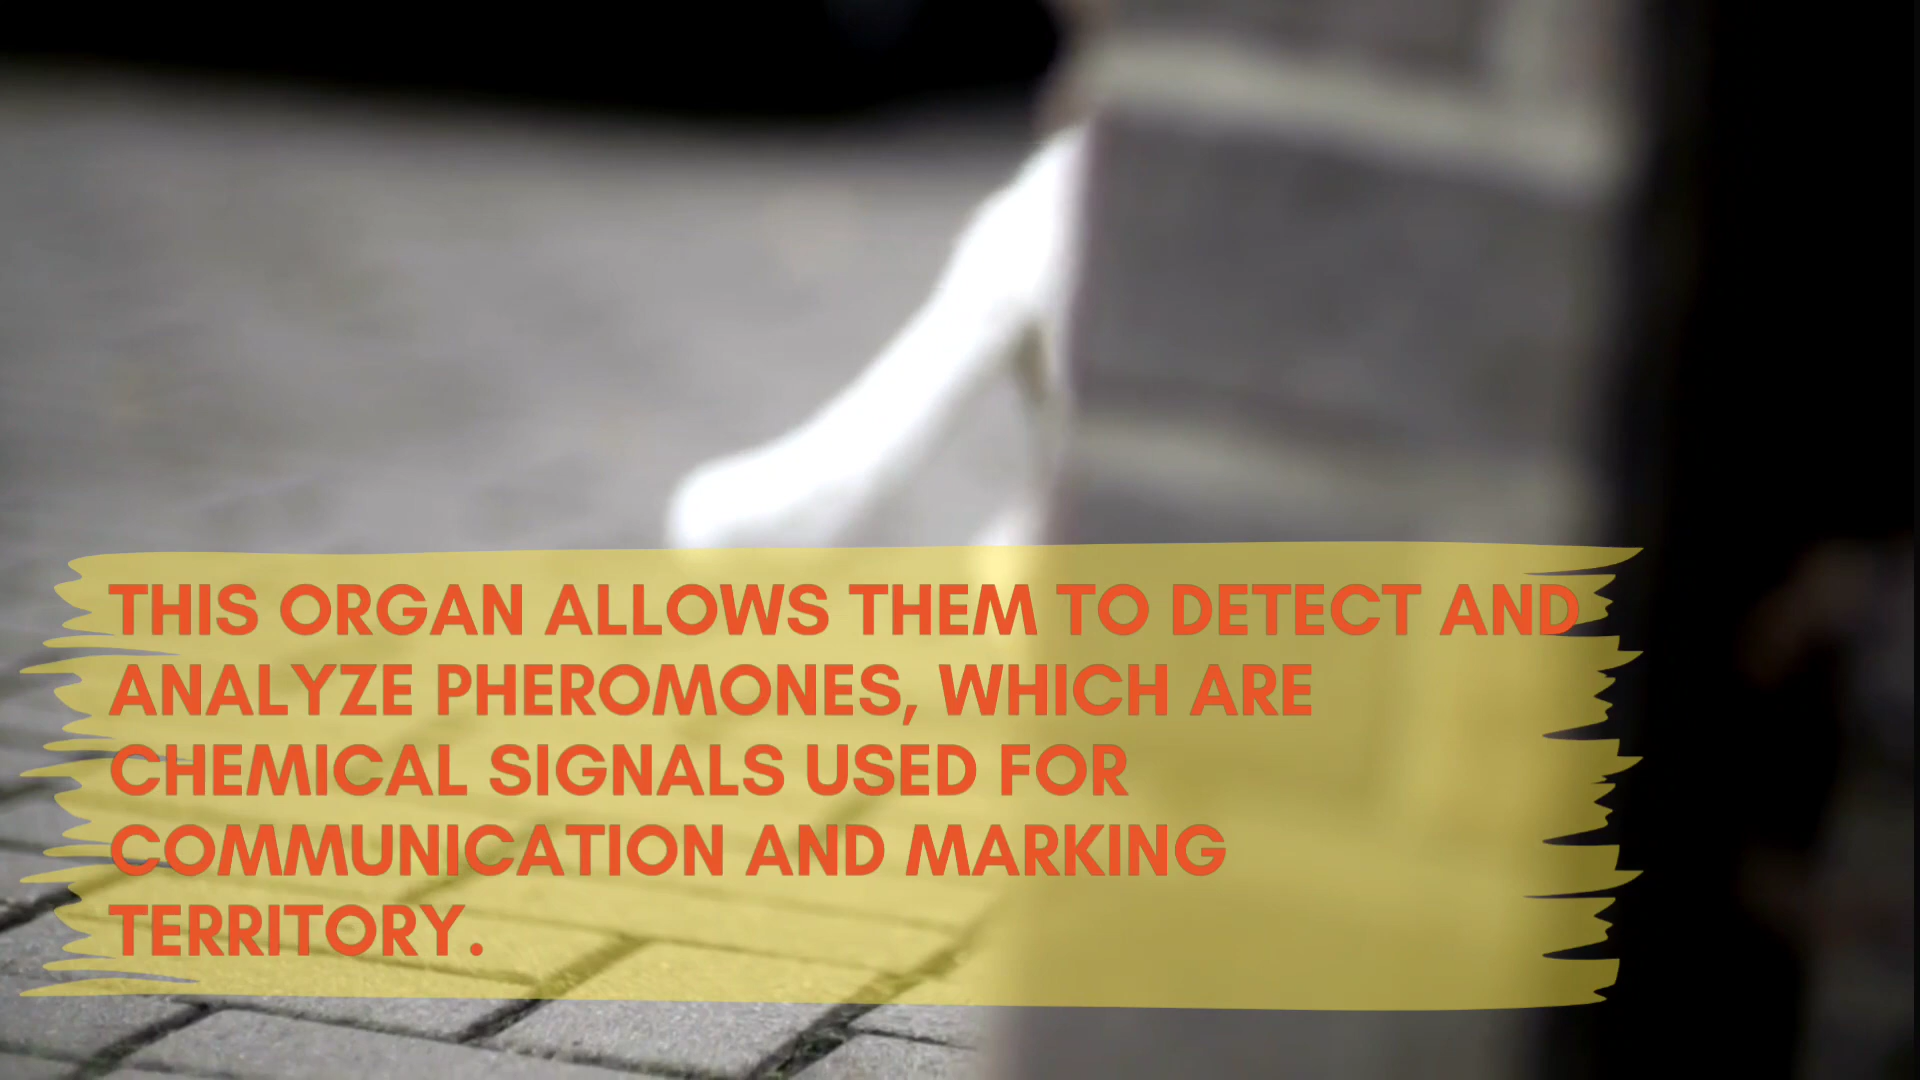 THIS ORGAN ALLOWS THEM TO DETECT AND
ANALYZE PHEROMONES, WHICH ARE
CHEMICAL SIGNALS USED FOR
COMMUNICATION AND MARKING
TERRITORY.